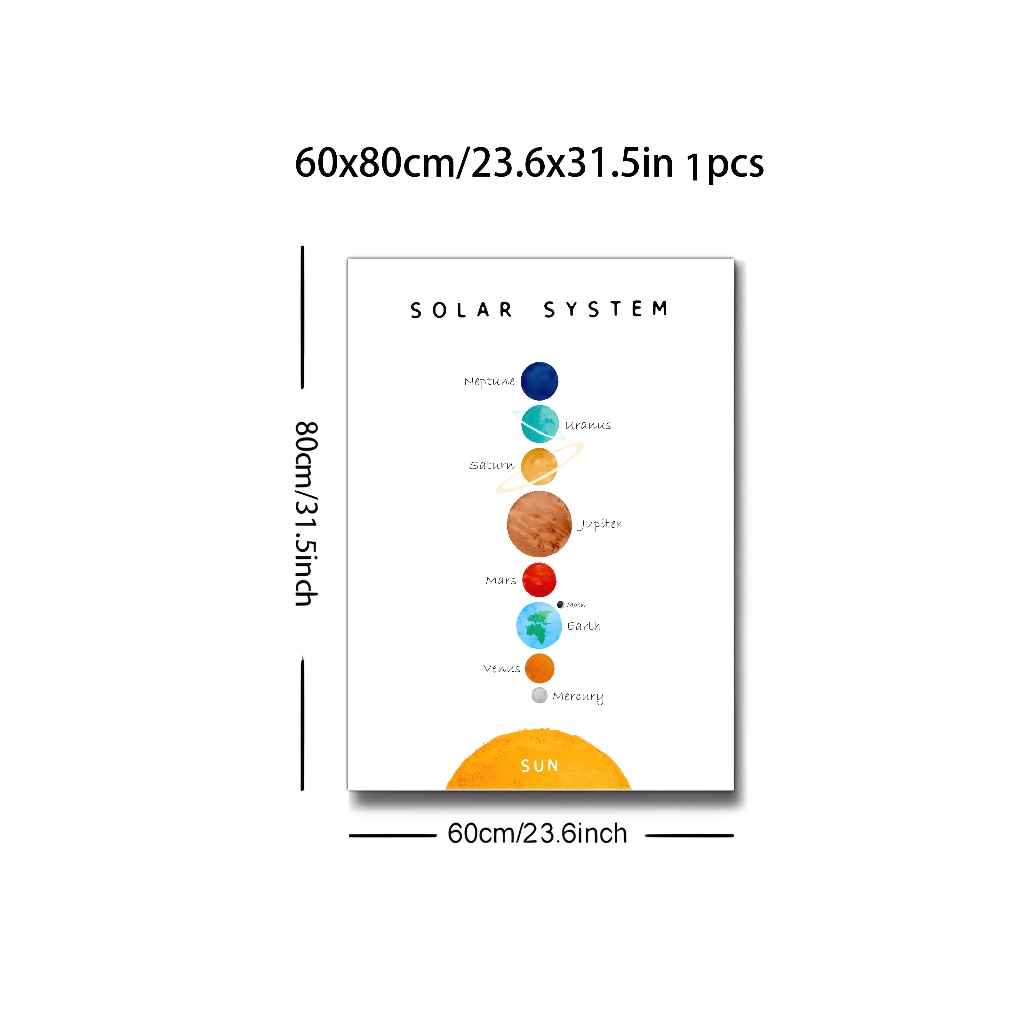 60x80cm/23.6x31.5in 1pcs
SOLAR SYSTEM
Neptune
Uranus
Saturn
Jupiter
Mars
Moon
Earth
Venus
Mercury
SUN
80cm/31.5inch
60cm/23.6inch